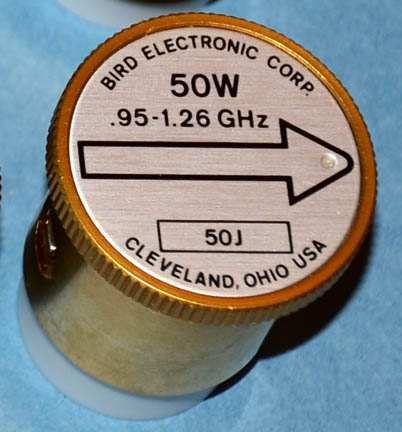 BIRD ELECTRONIC CORP.
50W
.95-1.26 GHz
50J
CLEVELAND, OHIO USA